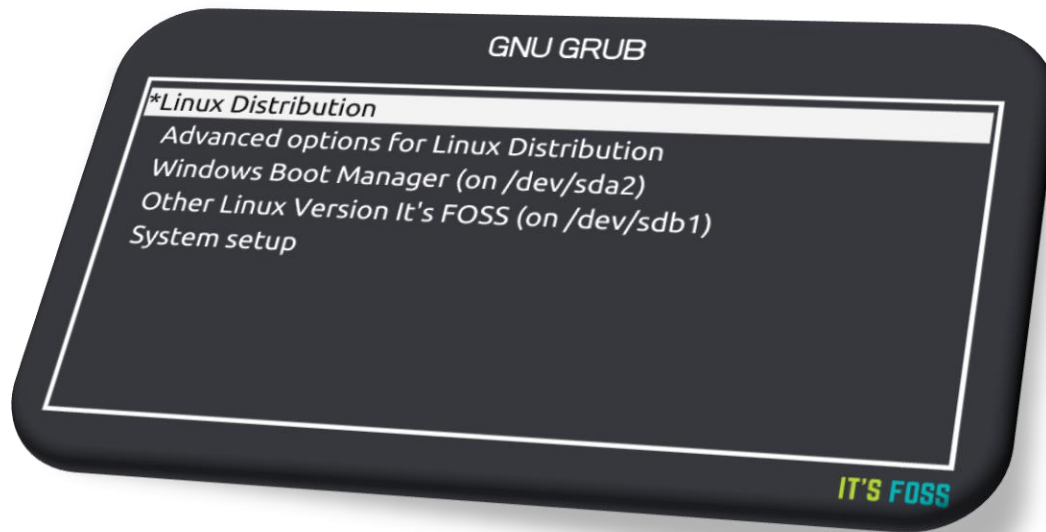 GNU GRUB
*Linux Distribution
Advanced options for Linux Distribution
Windows Boot Manager (on /dev/sda2)
Other Linux Version It's FOSS (on /dev/sdb1)
System setup
IT'S FOSS